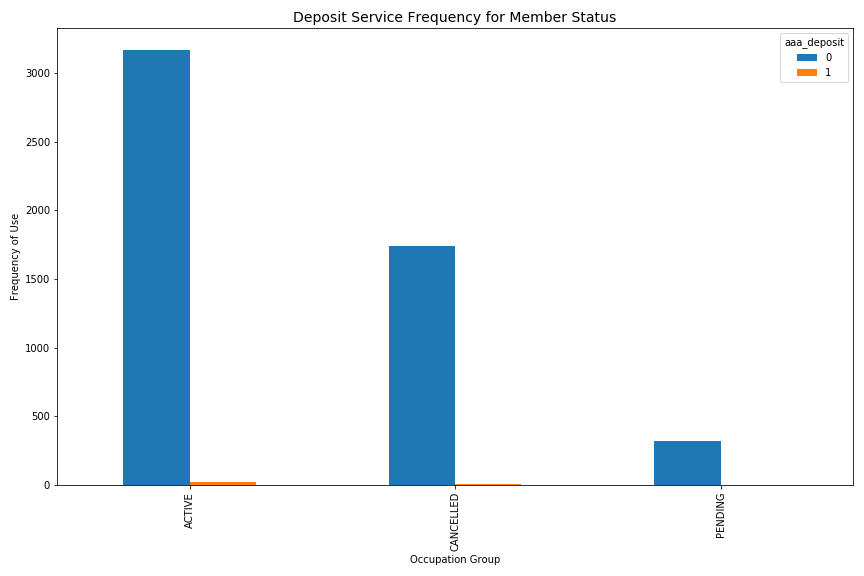 Deposit Service Frequency for Member Status
aaa_deposit
0
1
3000
2500
2000
1500
1000
500
0
Frequency of Use
ACTIVE
CANCELLED
PENDING
Occupation Group